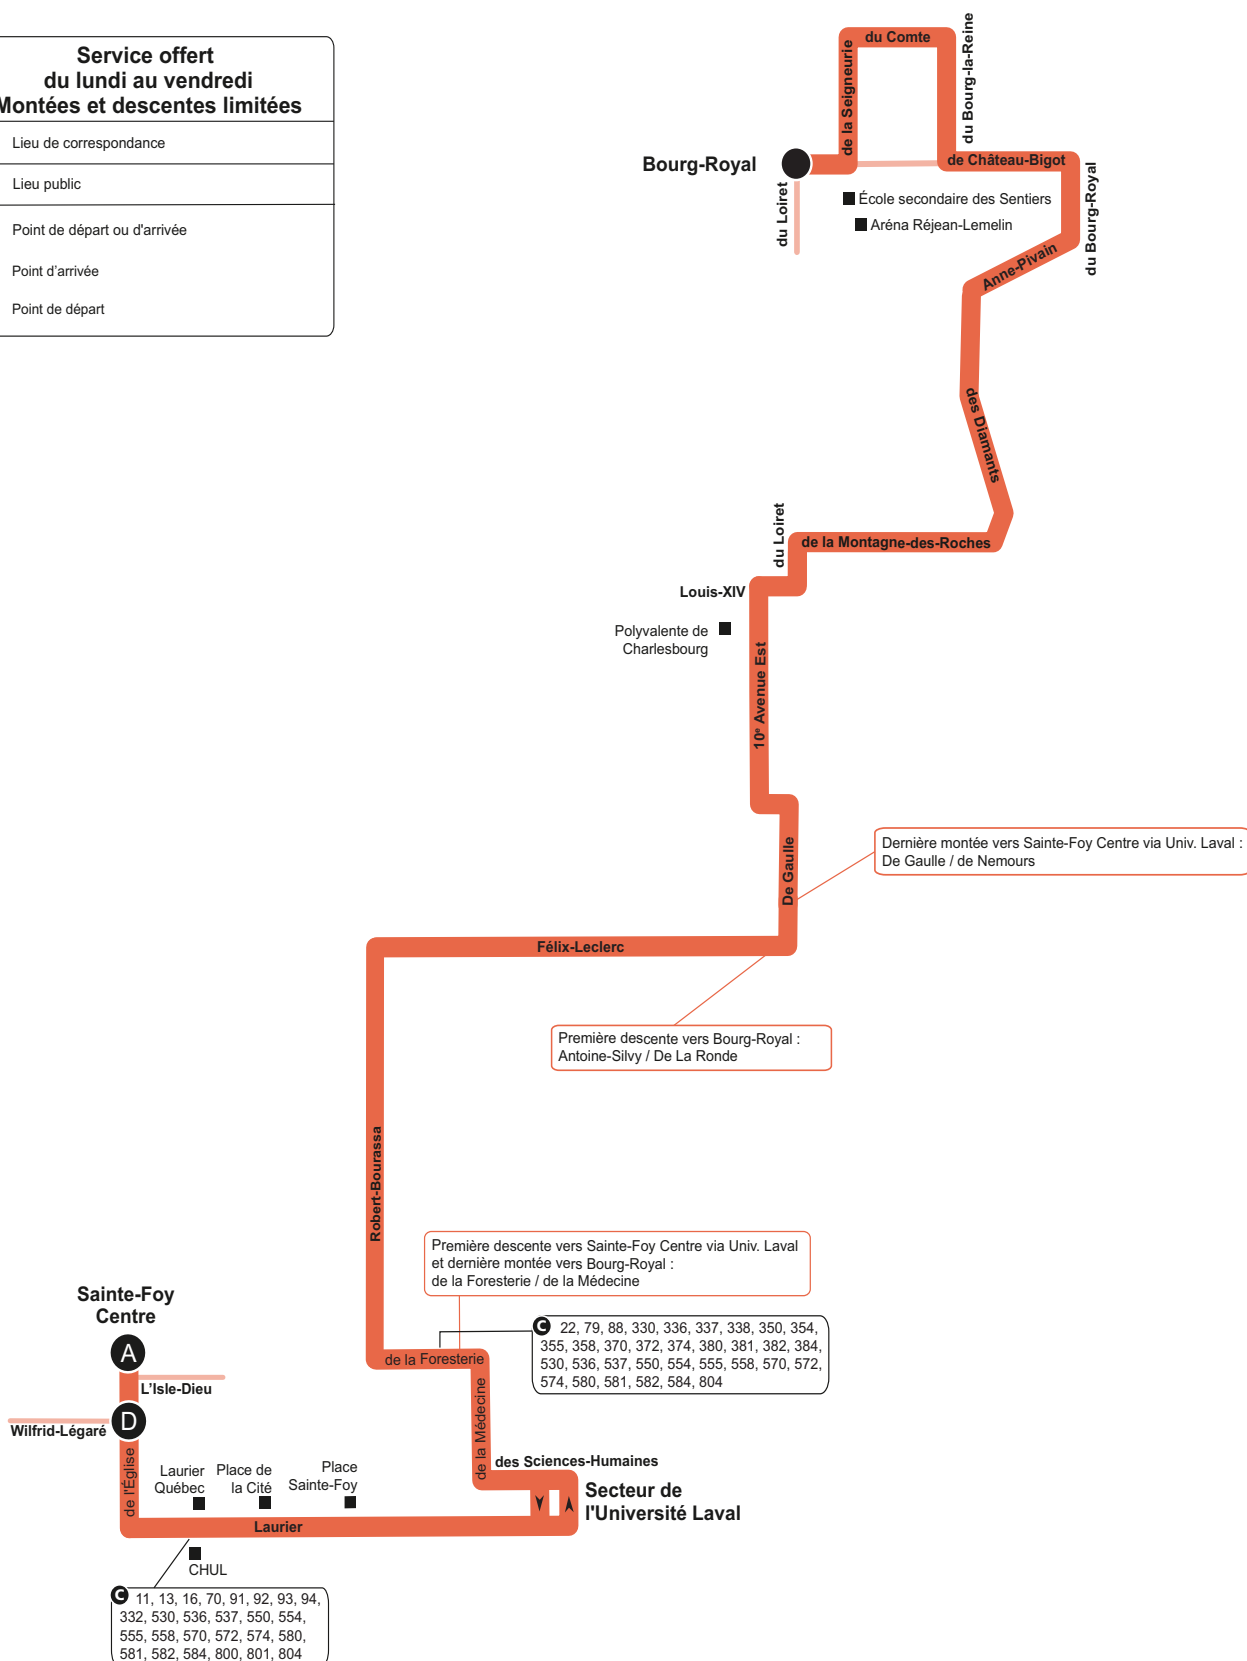 Service offert
du lundi au vendredi
Montées et descentes limitées
Lieu de correspondance
Lieu public
Point de départ ou d'arrivée
Point d'arrivée
Point de départ
du Comte
de la Seigneurie
du Bourg-la-Reine
Bourg-Royal
de Château-Bigot
du Loiret
École secondaire des Sentiers
Aréna Réjean-Lemelin
du Bourg-Royal
Anne-Pivain
des Diamants
du Loiret
de la Montagne-des-Roches
Louis-XIV
Polyvalente de
Charlesbourg
10e Avenue Est
De Gaulle
Dernière montée vers Sainte-Foy Centre via Univ. Laval :
De Gaulle / de Nemours
Félix-Leclerc
Première descente vers Bourg-Royal :
Antoine-Silvy / De La Ronde
Robert-Bourassa
Première descente vers Sainte-Foy Centre via Univ. Laval
et dernière montée vers Bourg-Royal :
de la Foresterie / de la Médecine
Sainte-Foy
Centre
A
C 22, 79, 88, 330, 336, 337, 338, 350, 354,
355, 358, 370, 372, 374, 380, 381, 382, 384,
530, 536, 537, 550, 554, 555, 558, 570, 572,
574, 580, 581, 582, 584, 804
de la Foresterie
L'Isle-Dieu
D
Wilfrid-Légaré
de la Médecine
de l'Église
des Sciences-Humaines
Laurier
Québec
Place de
la Cité
Place
Sainte-Foy
Secteur de
l'Université Laval
Laurier
CHUL
C 11, 13, 16, 70, 91, 92, 93, 94,
332, 530, 536, 537, 550, 554,
555, 558, 570, 572, 574, 580,
581, 582, 584, 800, 801, 804